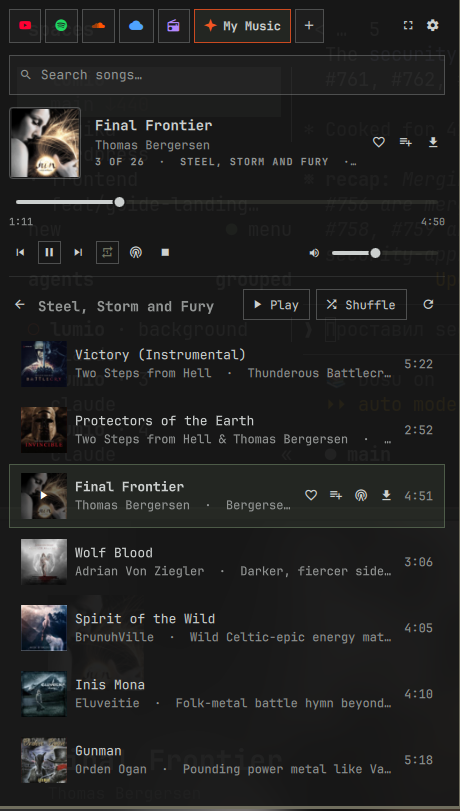 My Music
+
Search songs…
Final Frontier
Thomas Bergersen
3 OF 26 · STEEL, STORM AND FURY ·…
1:11
4:50
Steel, Storm and Fury
Play
Shuffle
Victory (Instrumental)
Two Steps from Hell · Thunderous Battlecr…
5:22
Protectors of the Earth
Two Steps from Hell & Thomas Bergersen · …
2:52
Final Frontier
Thomas Bergersen · Bergerse…
4:51
Wolf Blood
Adrian Von Ziegler · Darker, fiercer side…
3:06
Spirit of the Wild
BrunuhVille · Wild Celtic-epic energy mat…
4:05
Inis Mona
Eluveitie · Folk-metal battle hymn beyond…
4:10
Gunman
Orden Ogan · Pounding power metal like Va…
5:18